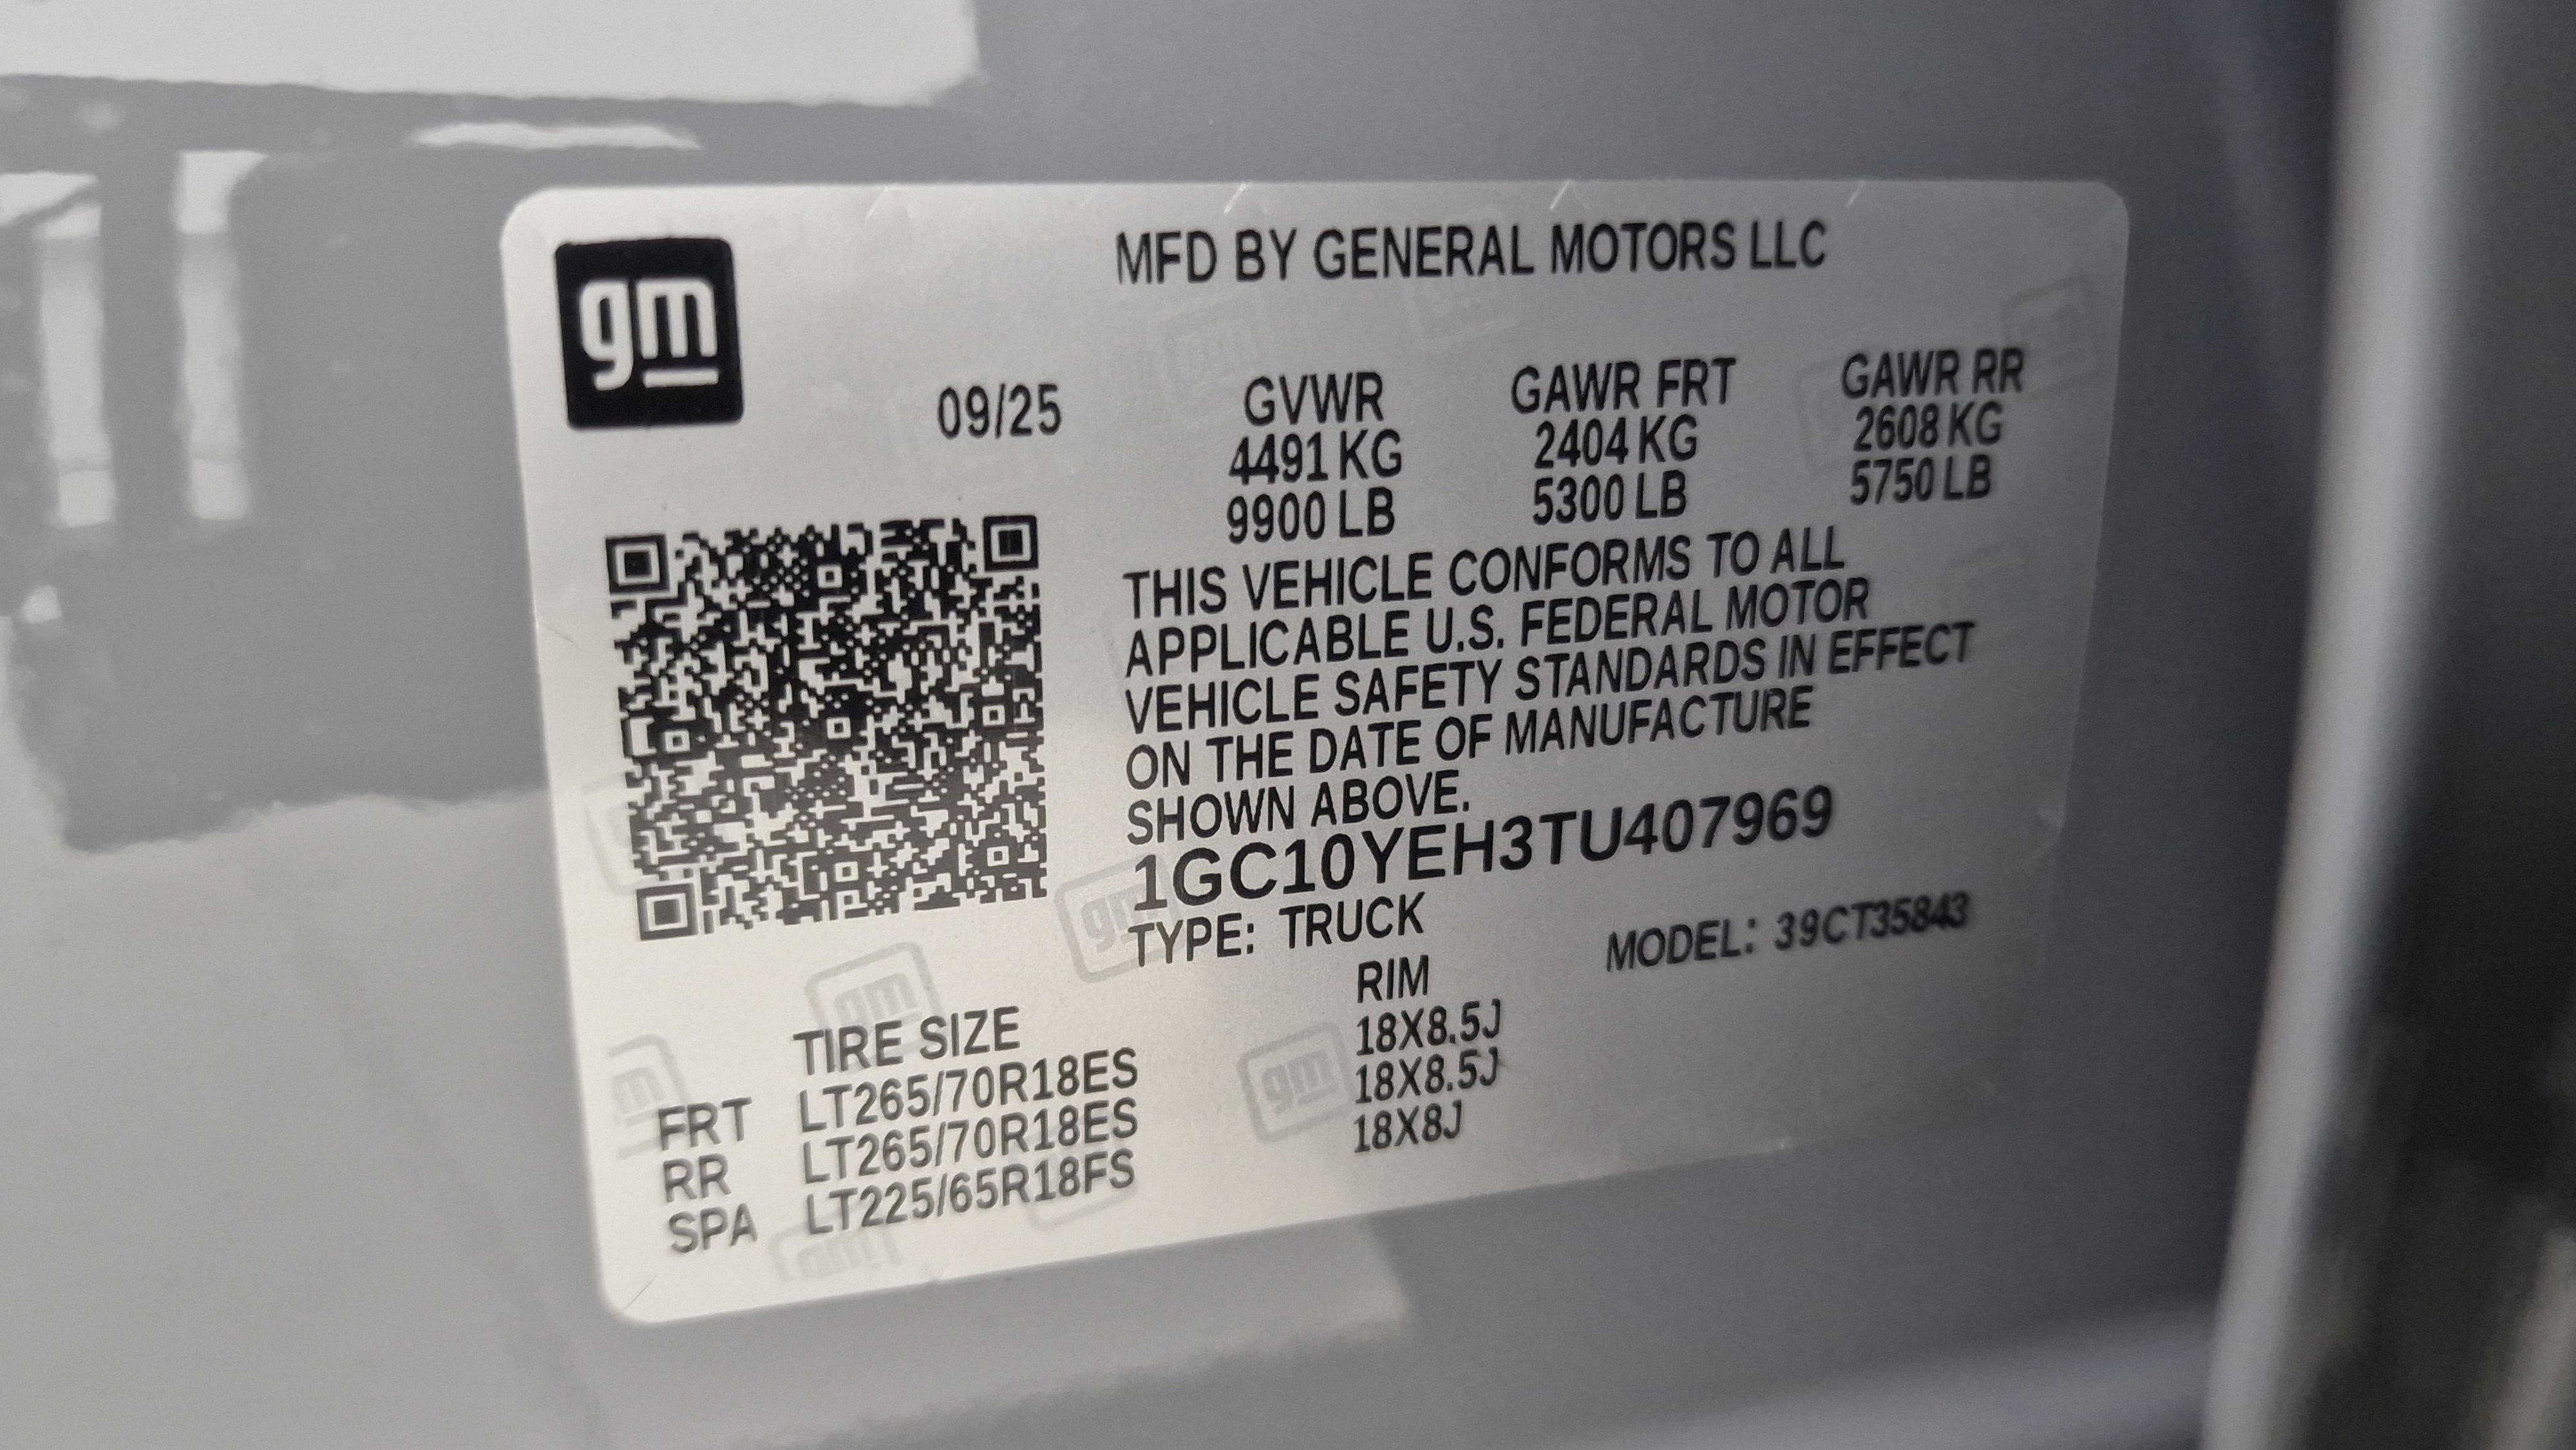 gm
MFD BY GENERAL MOTORS LLC
09/25 GVWR GAWR FRT GAWR RR
4491 KG 2404 KG 2608 KG
9900 LB 5300 LB 5750 LB
THIS VEHICLE CONFORMS TO ALL
APPLICABLE U.S. FEDERAL MOTOR
VEHICLE SAFETY STANDARDS IN EFFECT
ON THE DATE OF MANUFACTURE
SHOWN ABOVE.
1GC10YEH3TU407969
TYPE: TRUCK MODEL: 39CT35843
TIRE SIZE RIM
FRT LT265/70R18ES 18X8.5J
RR LT265/70R18ES 18X8.5J
SPA LT225/65R18FS 18X8J